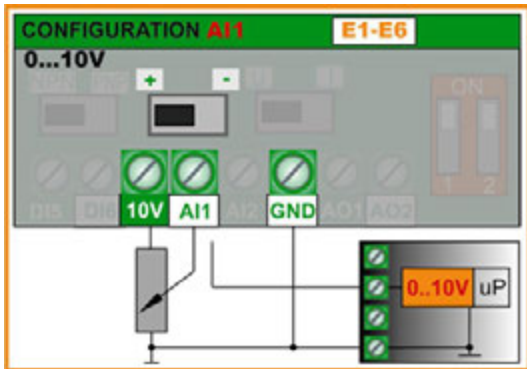 CONFIGURATION AI1 E1-E6
0...10V
+ -
ON
1 2
DI5 DI6 10V AI1 AI2 GND AO1 AO2
0..10V uP